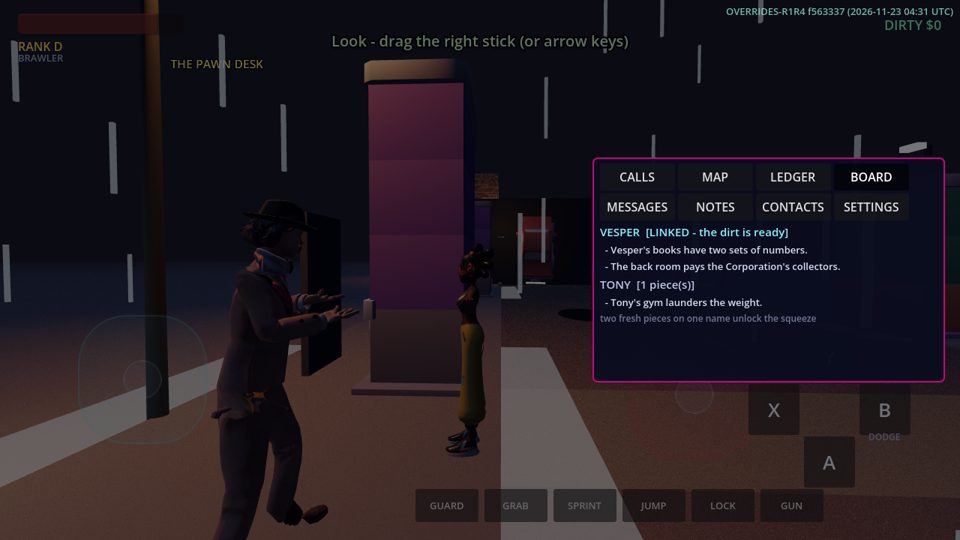 OVERRIDES-R1R4 f563337 (2026-11-23 04:31 UTC)
DIRTY $0
Look - drag the right stick (or arrow keys)
RANK D
BRAWLER
THE PAWN DESK
CALLS MAP LEDGER BOARD
MESSAGES NOTES CONTACTS SETTINGS
VESPER [LINKED - the dirt is ready]
- Vesper's books have two sets of numbers.
- The back room pays the Corporation's collectors.
TONY [1 piece(s)]
- Tony's gym launders the weight.
two fresh pieces on one name unlock the squeeze
Y
X B
DODGE
A
GUARD GRAB SPRINT JUMP LOCK GUN